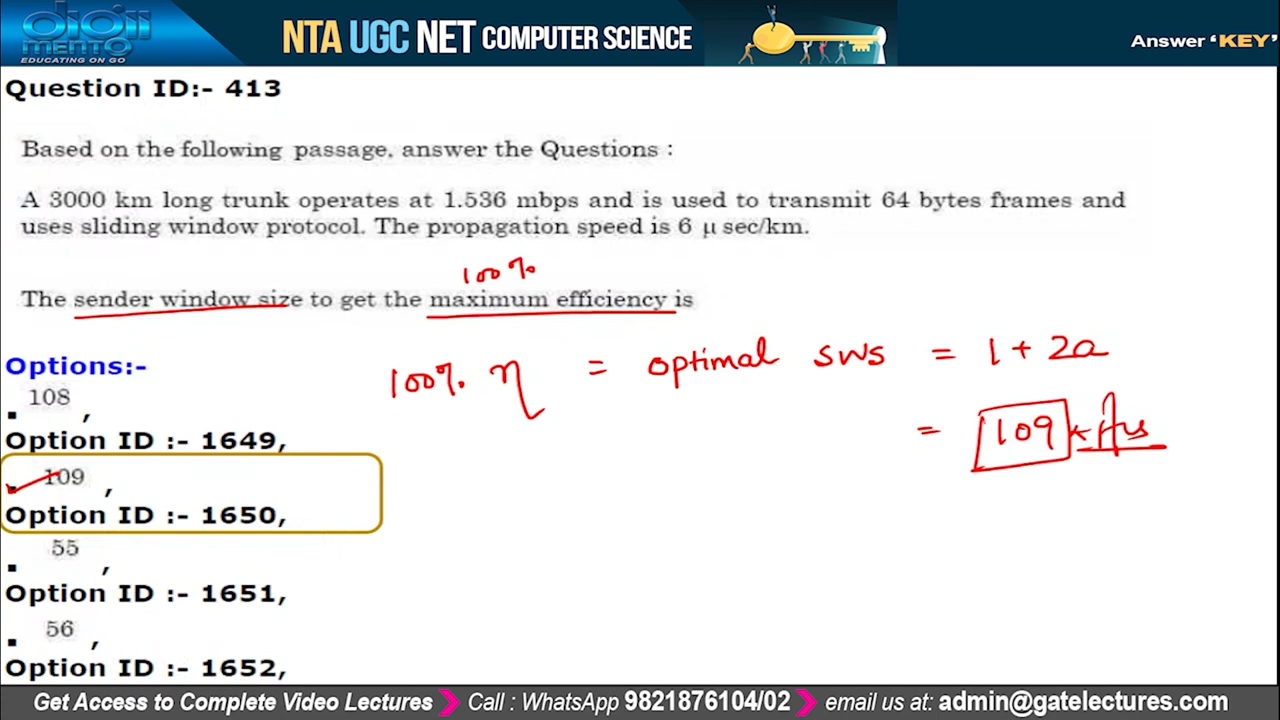 didii
MENTO
EDUCATING ON GO
NTA UGC NET COMPUTER SCIENCE
Answer ‘KEY’
Question ID:- 413
Based on the following passage, answer the Questions :
A 3000 km long trunk operates at 1.536 mbps and is used to transmit 64 bytes frames and
uses sliding window protocol. The propagation speed is 6 μ sec/km.
100%
The sender window size to get the maximum efficiency is
100% η = optimal SWS = 1 + 2a
= 109
Options:-
108 ,
Option ID :- 1649,
109 ,
Option ID :- 1650,
55 ,
Option ID :- 1651,
56 ,
Option ID :- 1652,
Get Access to Complete Video Lectures Call : WhatsApp 9821876104/02 email us at: admin@gatelectures.com